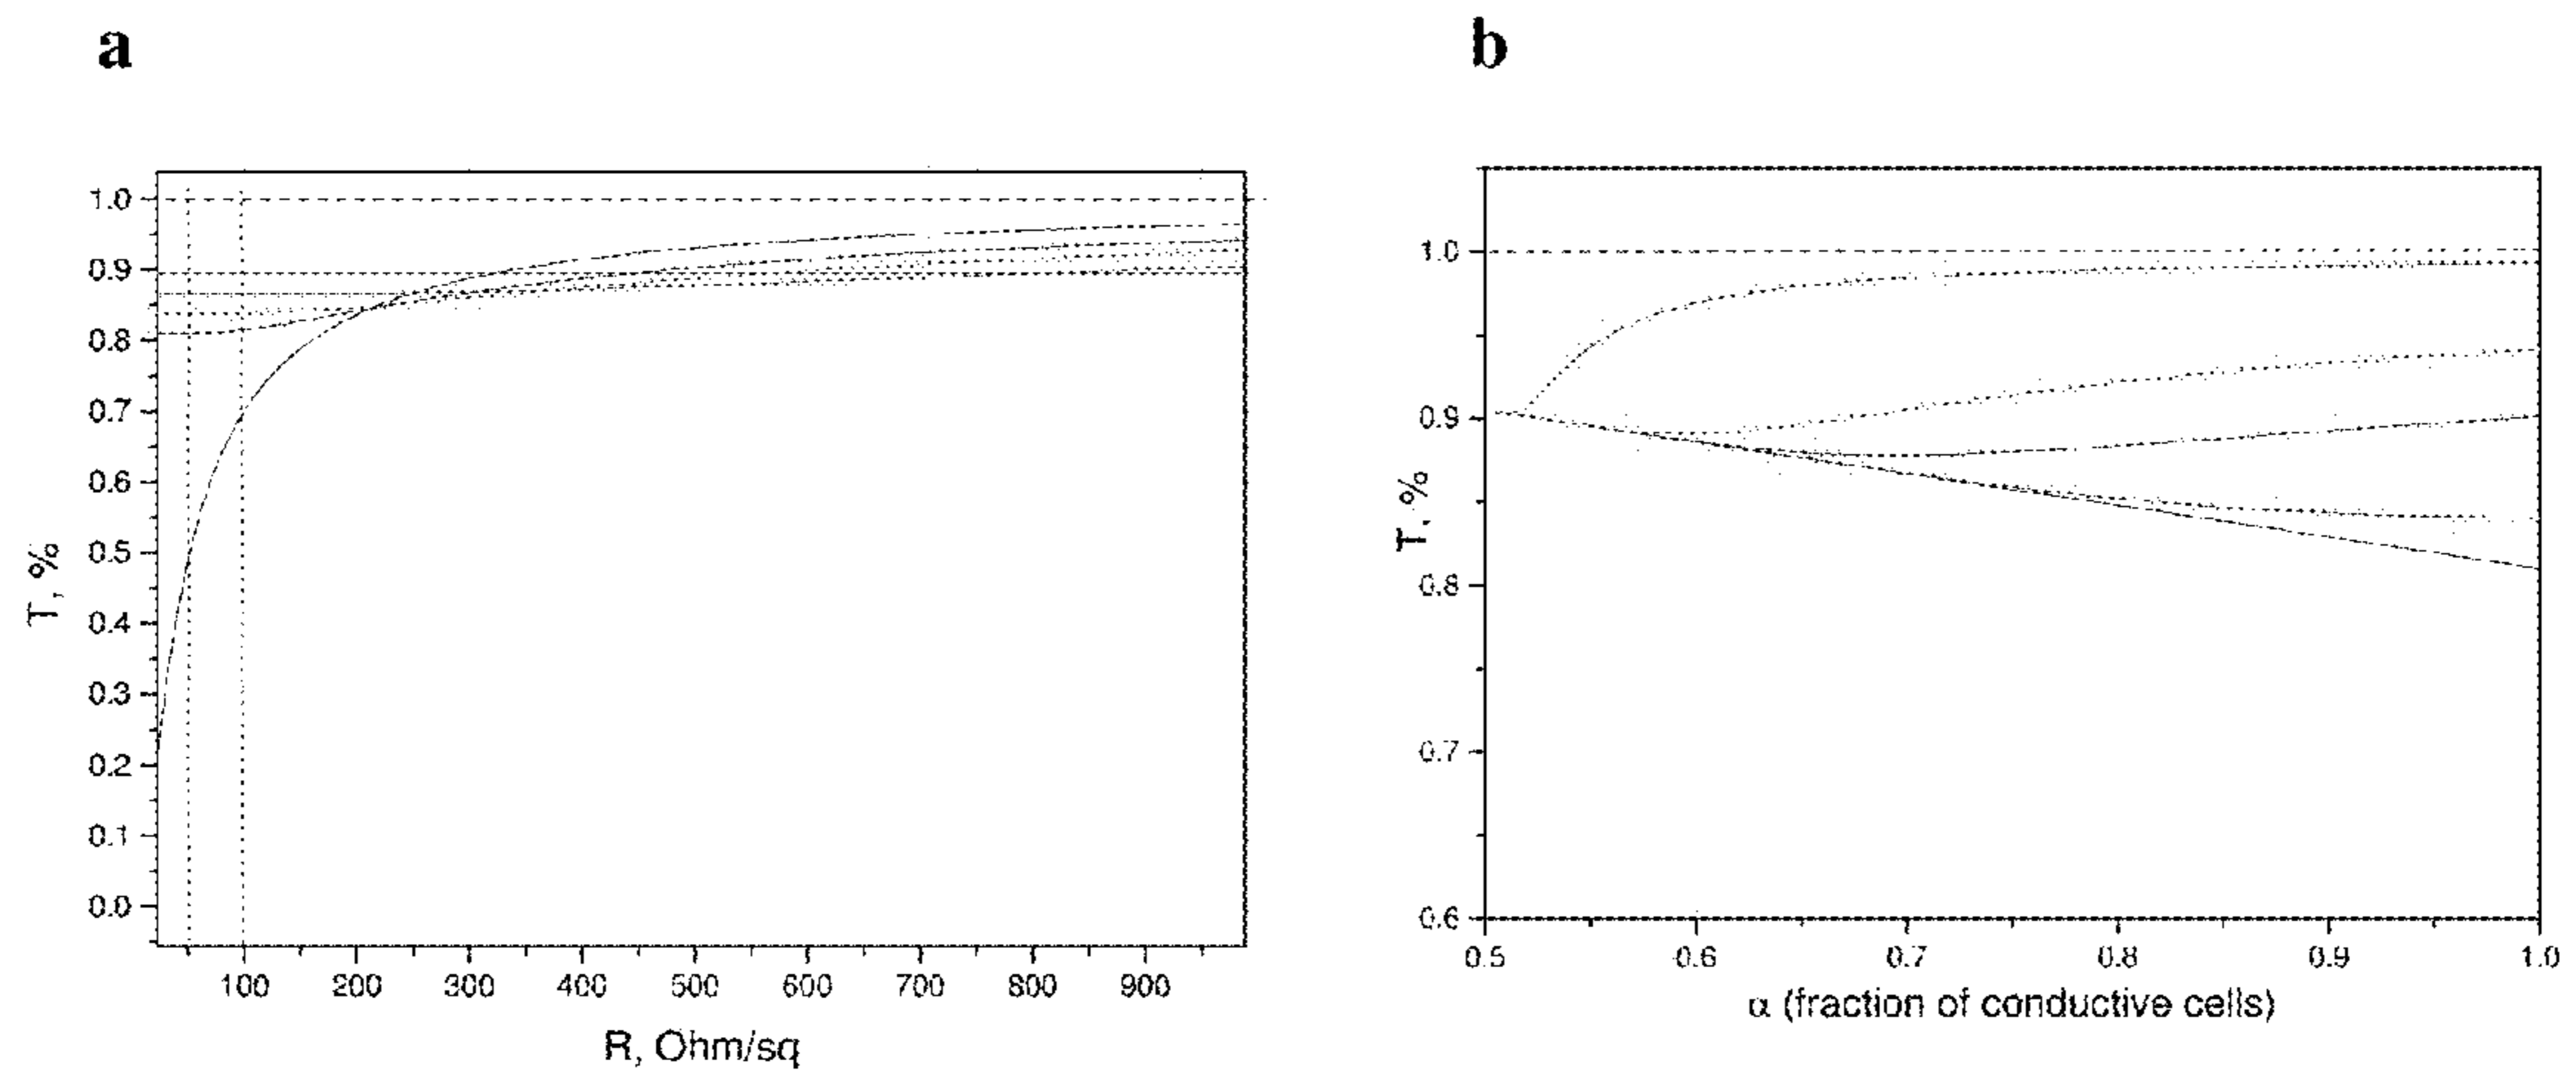 a
1.0
0.9
0.8
0.7
0.6
0.5
0.4
0.3
0.2
0.1
0.0
T, %
100 200 300 400 500 600 700 800 900
R, Ohm/sq
b
1.0
0.9
0.8
0.7
0.6
T, %
0.5 0.6 0.7 0.8 0.9 1.0
α (fraction of conductive cells)